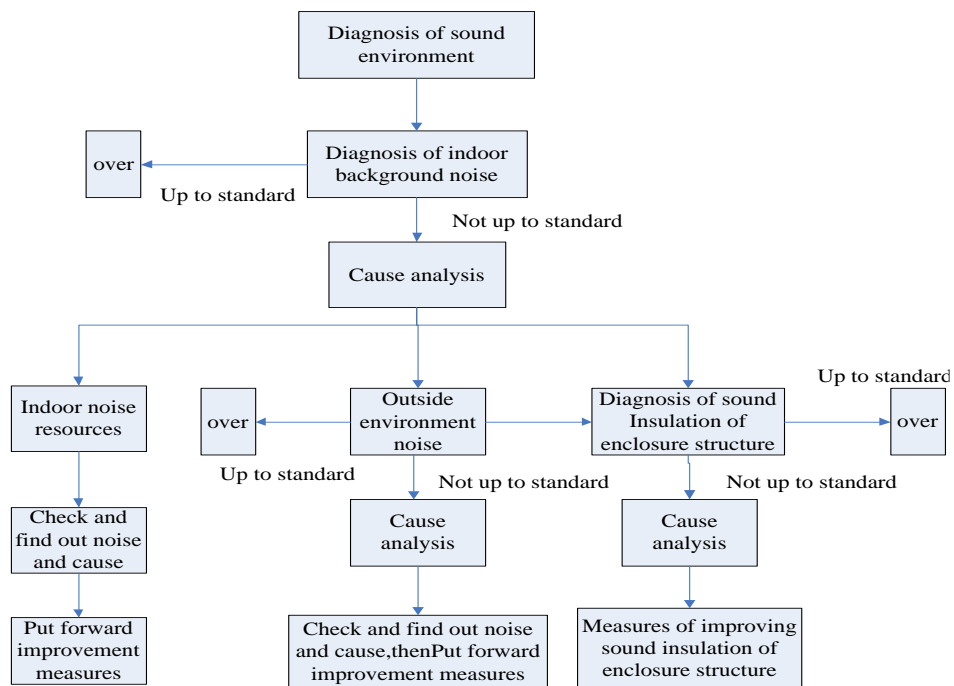 Diagnosis of sound
environment
over
Diagnosis of indoor
background noise
Up to standard
Not up to standard
Cause analysis
Up to standard
Indoor noise
resources
over
Outside
environment
noise
Diagnosis of sound
Insulation of
enclosure structure
over
Up to standard
Not up to standard
Not up to standard
Check and
find out noise
and cause
Cause
analysis
Cause
analysis
Put forward
improvement
measures
Check and find out noise
and cause,thenPut forward
improvement measures
Measures of improving
sound insulation of
enclosure structure